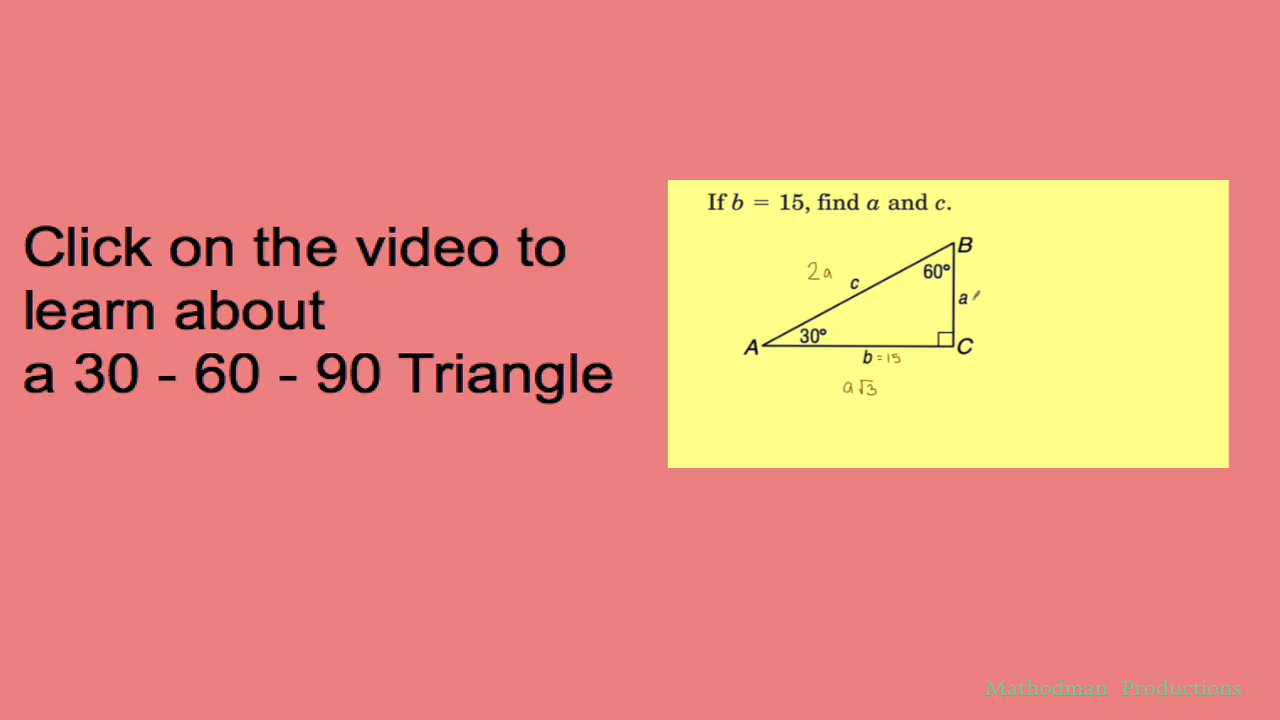 Click on the video to
learn about
a 30 - 60 - 90 Triangle
If b = 15, find a and c.
B
2a
60°
c
a
30°
A
C
b = 15
a√3
Mathodman Productions